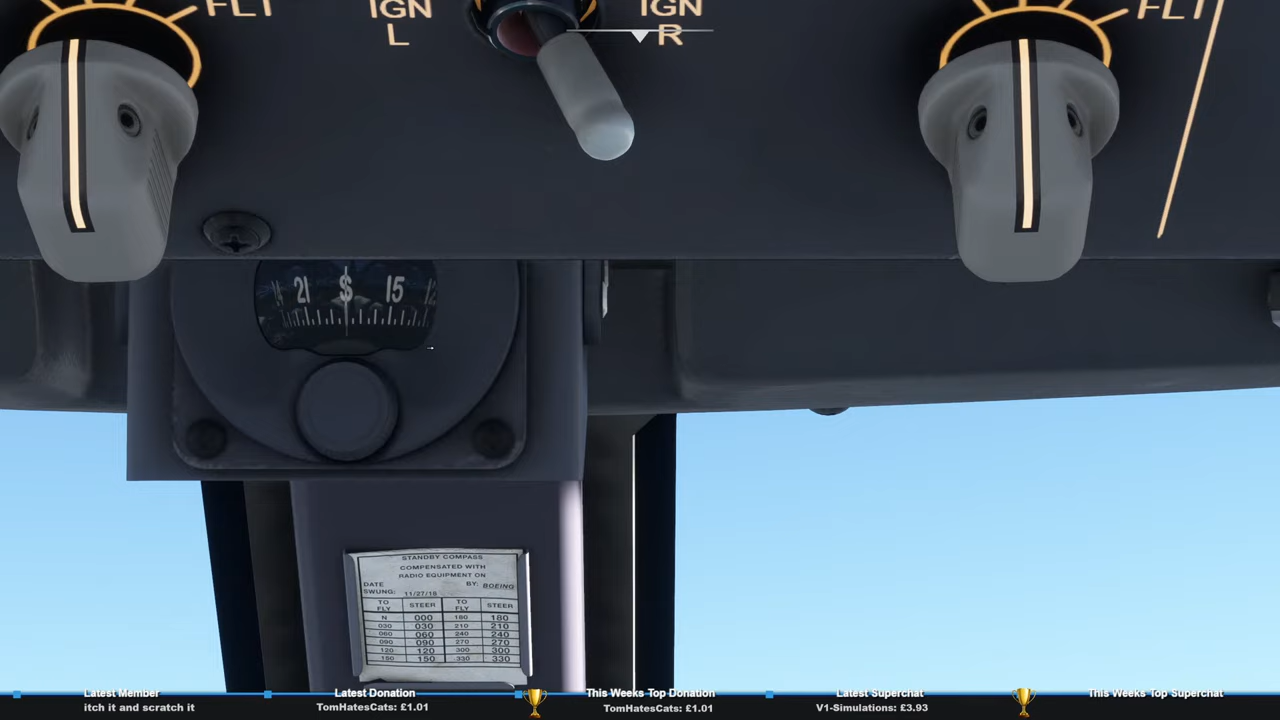 FLT
IGN
L
IGN
R
FLT
21 S 15 12
STANDBY COMPASS
COMPENSATED WITH
RADIO EQUIPMENT ON
DATE
SWUNG: 11/27/18 BY: BOEING
TO FLY STEER TO FLY STEER
N 000 180 180
030 030 210 210
060 060 240 240
090 090 270 270
120 120 300 300
150 150 330 330
Latest Member Latest Donation This Weeks Top Donation Latest Superchat This Weeks Top Superchat
itch it and scratch it TomHatesCats: £1.01 TomHatesCats: £1.01 V1-Simulations: £3.93